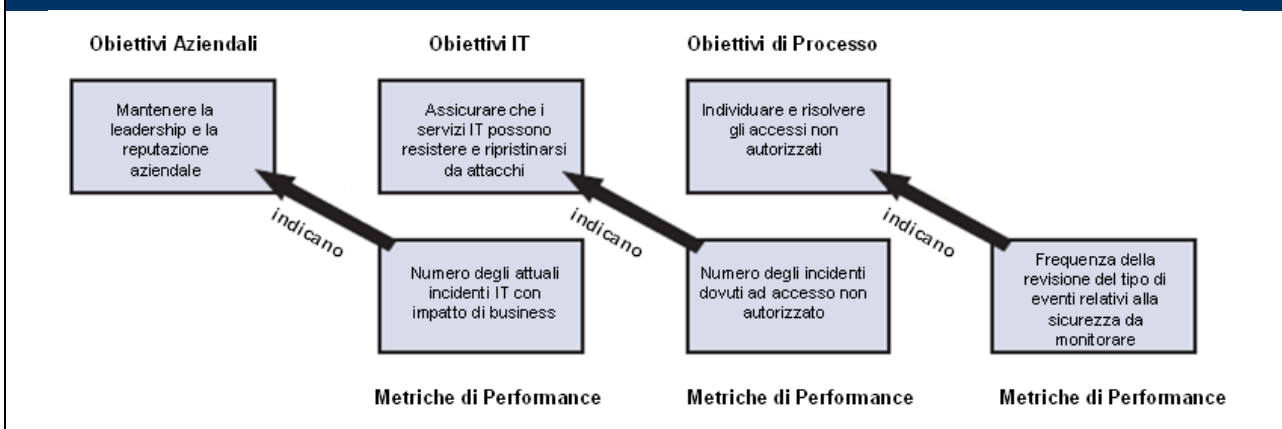 Obiettivi Aziendali
Obiettivi IT
Obiettivi di Processo
Mantenere la
leadership e la
reputazione
aziendale
Assicurare che i
servizi IT possono
resistere e ripristinarsi
da attacchi
Individuare e risolvere
gli accessi non
autorizzati
indicano
indicano
indicano
Numero degli attuali
incidenti IT con
impatto di business
Numero degli incidenti
dovuti ad accesso non
autorizzato
Frequenza della
revisione del tipo di
eventi relativi alla
sicurezza da
monitorare
Metriche di Performance
Metriche di Performance
Metriche di Performance